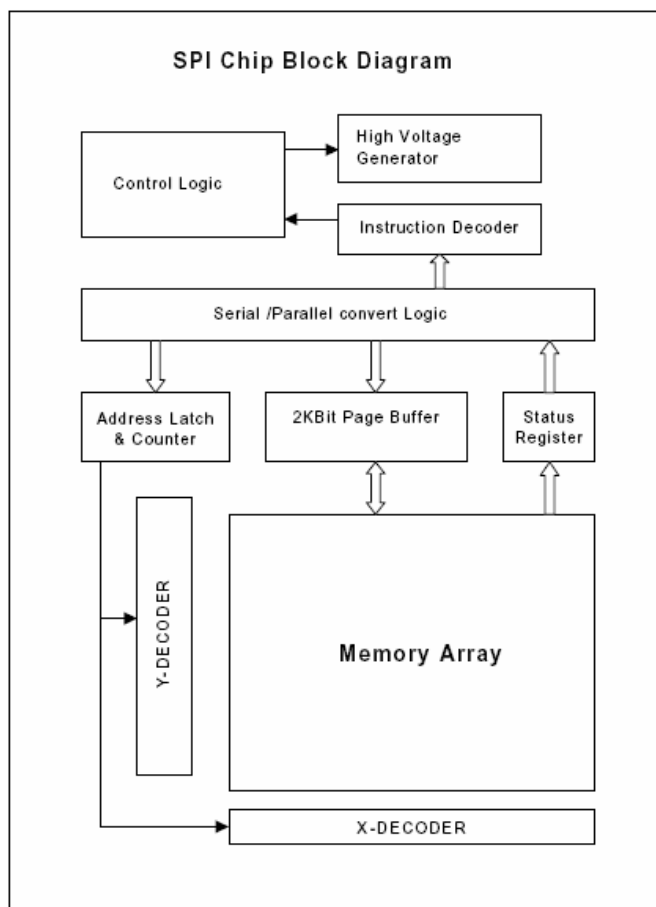 SPI Chip Block Diagram
Control Logic
High Voltage
Generator
Instruction Decoder
Serial /Parallel convert Logic
Address Latch
& Counter
2KBit Page Buffer
Status
Register
Y-DECODER
Memory Array
X-DECODER